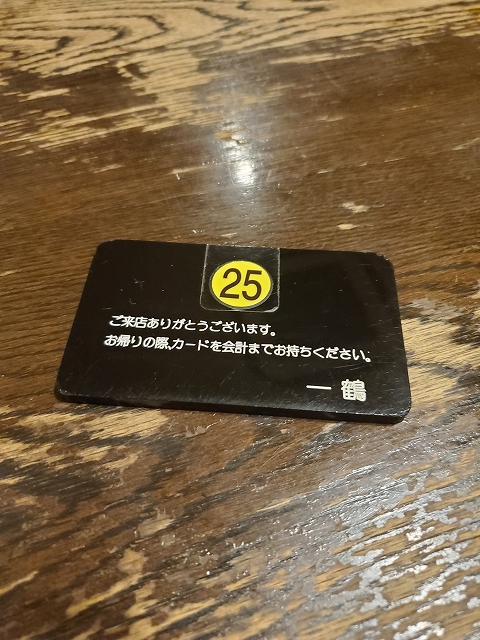 25
ご来店ありがとうございます。
お帰りの際､カードを会計までお持ちください。
一鶴